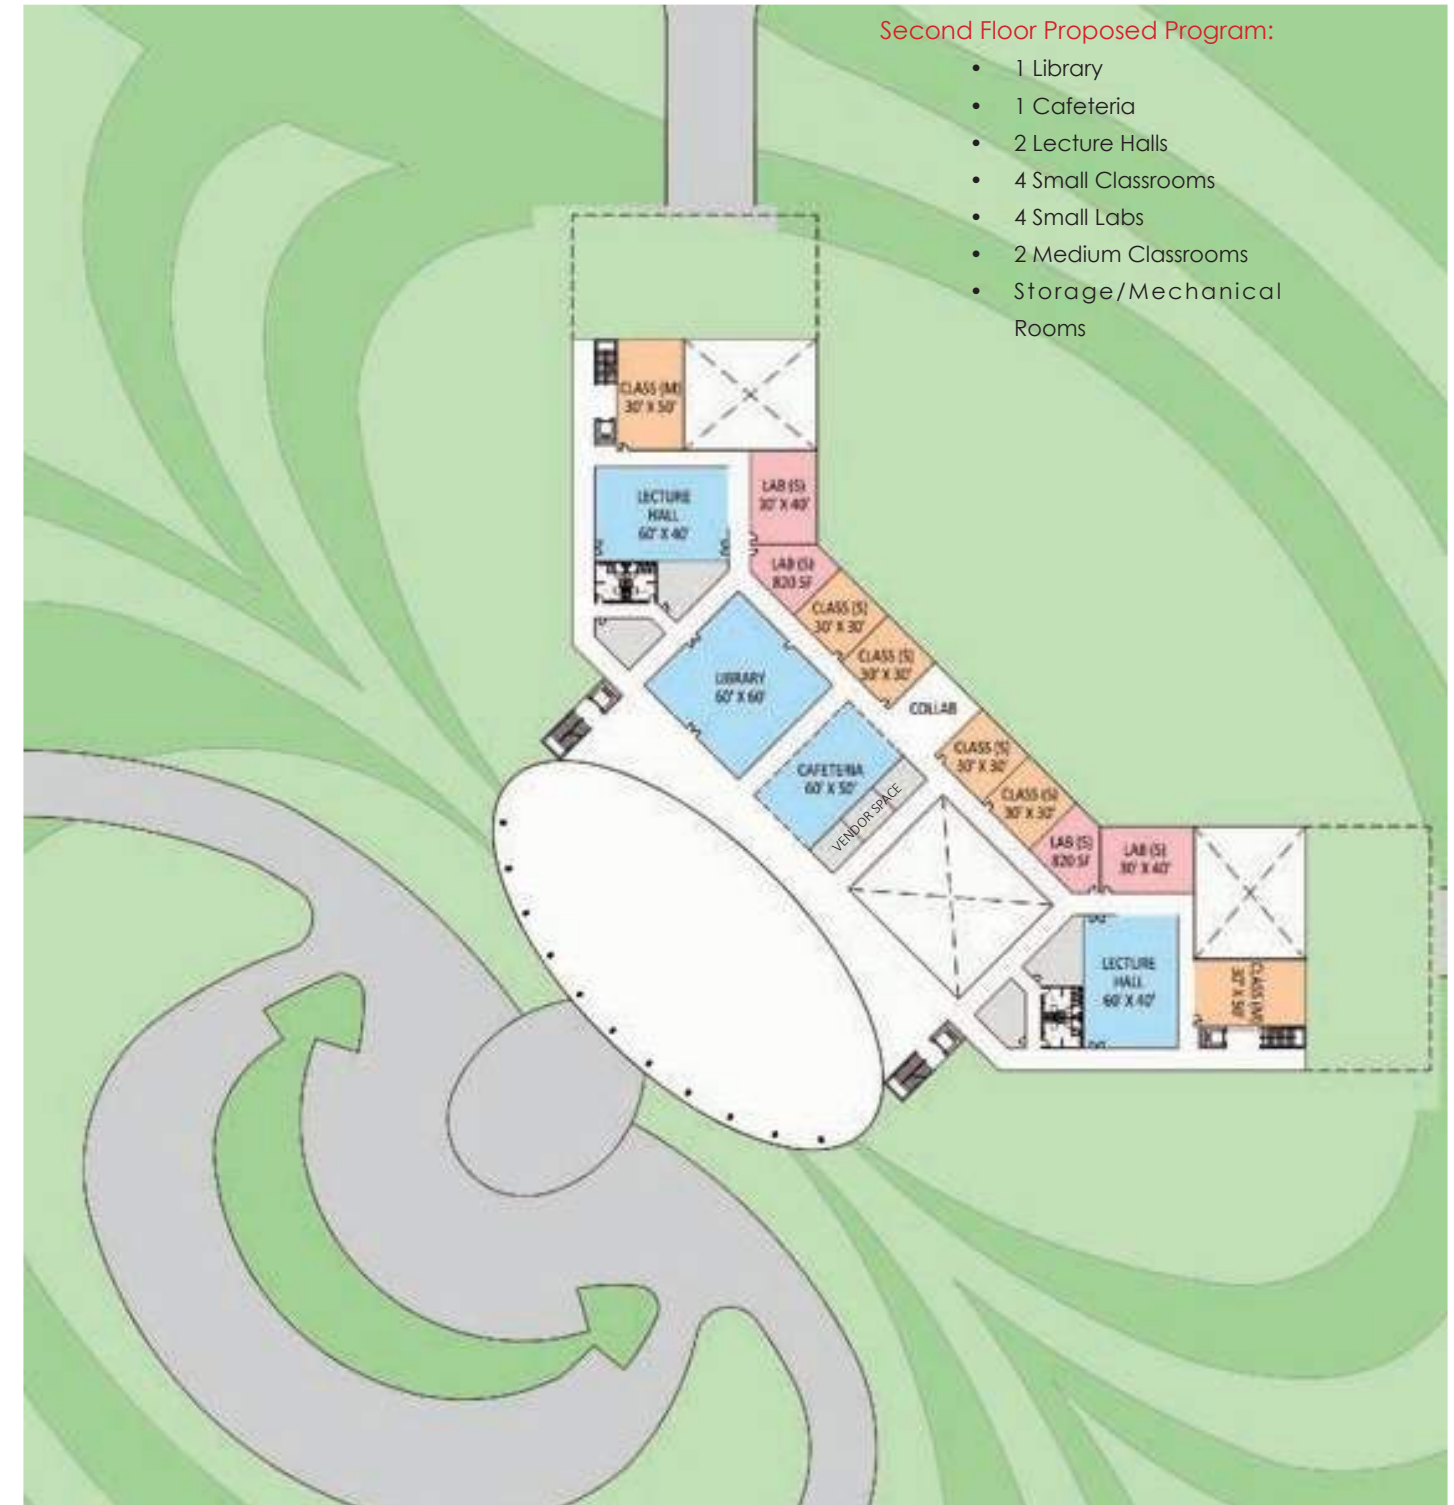 Second Floor Proposed Program:
• 1 Library
• 1 Cafeteria
• 2 Lecture Halls
• 4 Small Classrooms
• 4 Small Labs
• 2 Medium Classrooms
• Storage/Mechanical
Rooms
CLASS (M)
30' X 50'
LECTURE
HALL
60' X 40'
LAB (S)
30' X 40'
LAB (S)
820 SF
CLASS (S)
30' X 30'
CLASS (S)
30' X 30'
LIBRARY
60' X 60'
COLLAB
CLASS (S)
30' X 30'
CAFETERIA
60' X 50'
VENDOR SPACE
CLASS (S)
30' X 30'
LAB (S)
820 SF
LAB (S)
30' X 40'
LECTURE
HALL
60' X 40'
CLASS (M)
30' X 50'